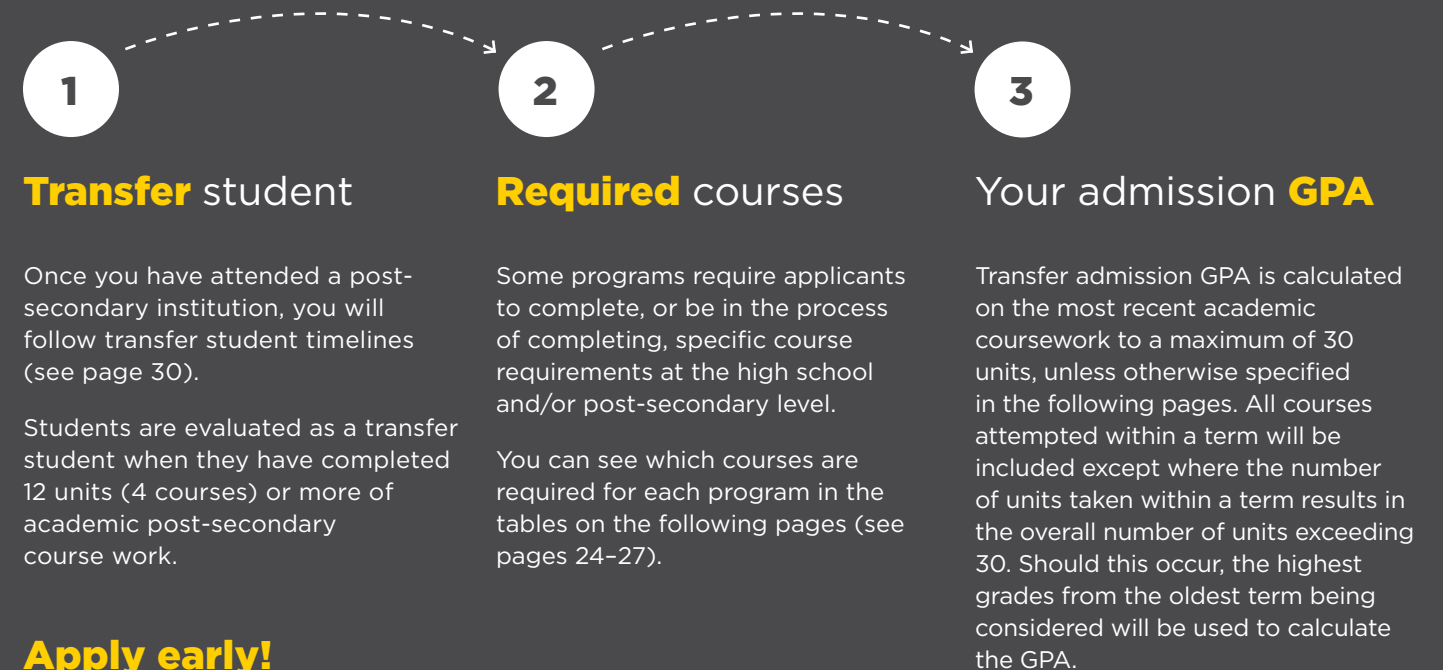 1
Transfer student
Once you have attended a post-
secondary institution, you will
follow transfer student timelines
(see page 30).
Students are evaluated as a transfer
student when they have completed
12 units (4 courses) or more of
academic post-secondary
course work.
Apply early!
2
Required courses
Some programs require applicants
to complete, or be in the process
of completing, specific course
requirements at the high school
and/or post-secondary level.
You can see which courses are
required for each program in the
tables on the following pages (see
pages 24–27).
3
Your admission GPA
Transfer admission GPA is calculated
on the most recent academic
coursework to a maximum of 30
units, unless otherwise specified
in the following pages. All courses
attempted within a term will be
included except where the number
of units taken within a term results in
the overall number of units exceeding
30. Should this occur, the highest
grades from the oldest term being
considered will be used to calculate
the GPA.